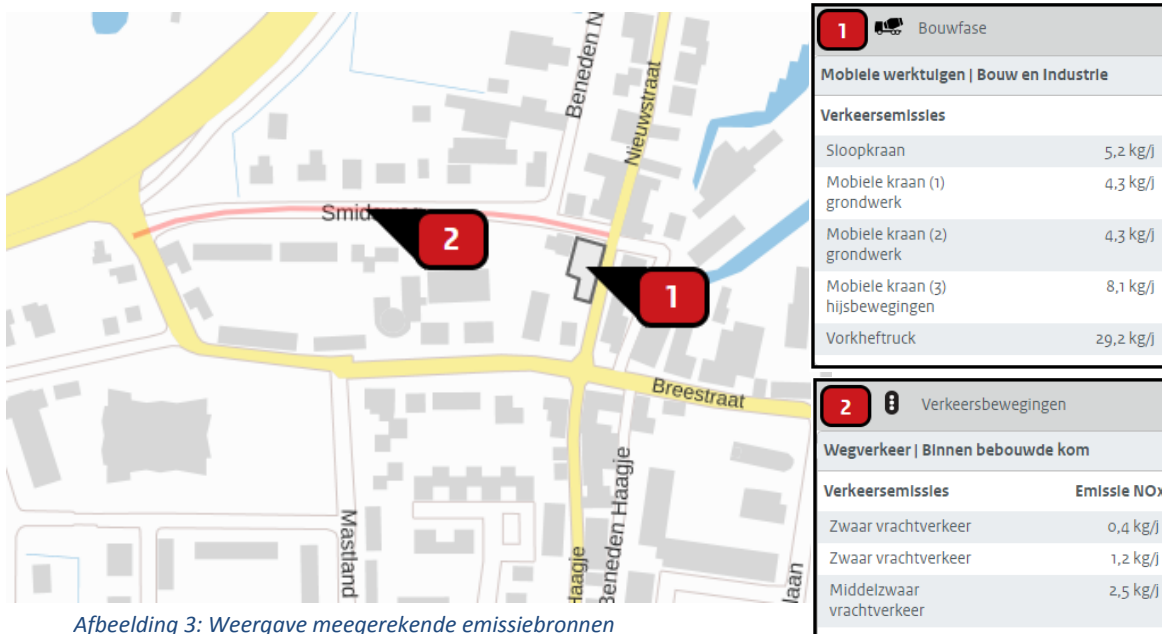 Beneden N
Nieuwstraat
Smidsweg
2
1
Breestraat
Mastland
Haagje
Beneden Haagje
laan
Afbeelding 3: Weergave meegerekende emissiebronnen
1 Bouwfase
Mobiele werktuigen | Bouw en Industrie
Verkeersemissies
Sloopkraan 5,2 kg/j
Mobiele kraan (1) 4,3 kg/j
grondwerk
Mobiele kraan (2) 4,3 kg/j
grondwerk
Mobiele kraan (3) 8,1 kg/j
hijsbewegingen
Vorkheftruck 29,2 kg/j
2 Verkeersbewegingen
Wegverkeer | Binnen bebouwde kom
Verkeersemissies Emissie NOx
Zwaar vrachtverkeer 0,4 kg/j
Zwaar vrachtverkeer 1,2 kg/j
Middelzwaar 2,5 kg/j
vrachtverkeer